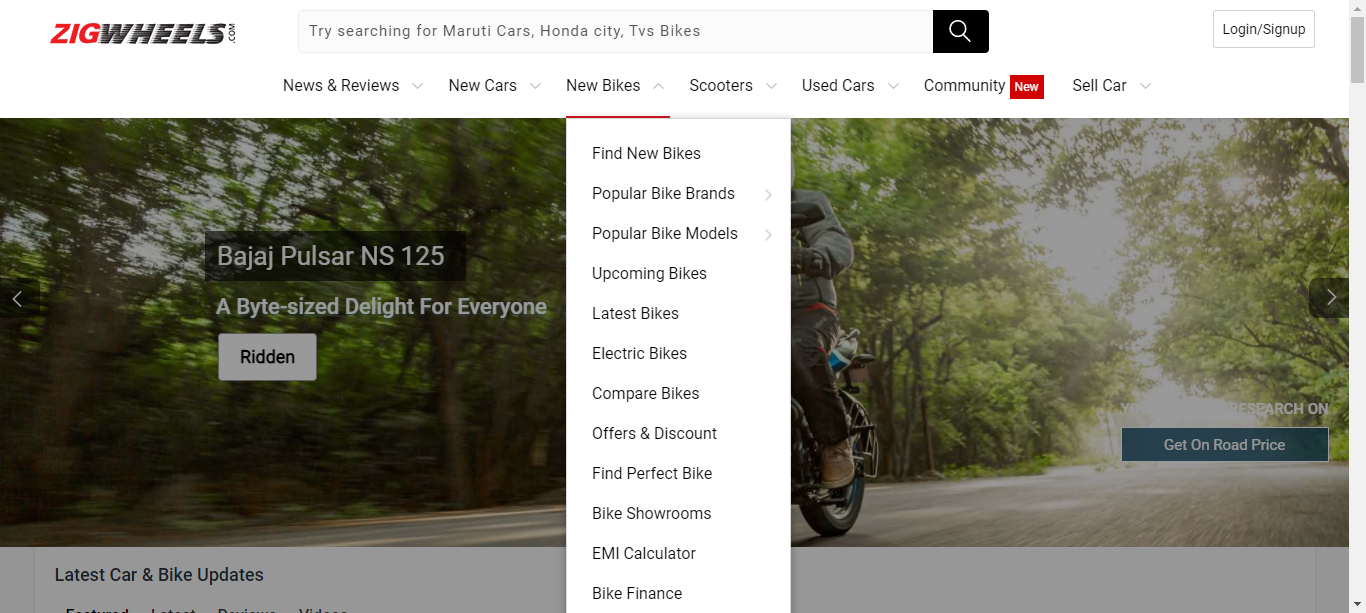 ZIGWHEELS.COM
Try searching for Maruti Cars, Honda city, Tvs Bikes
Login/Signup
News & Reviews
New Cars
New Bikes
Scooters
Used Cars
Community New
Sell Car
Find New Bikes
Popular Bike Brands
Popular Bike Models
Upcoming Bikes
Latest Bikes
Electric Bikes
Compare Bikes
Offers & Discount
Find Perfect Bike
Bike Showrooms
EMI Calculator
Bike Finance
Bajaj Pulsar NS 125
A Byte-sized Delight For Everyone
Ridden
RESEARCH ON
Get On Road Price
Latest Car & Bike Updates
Featured Latest Reviews Videos